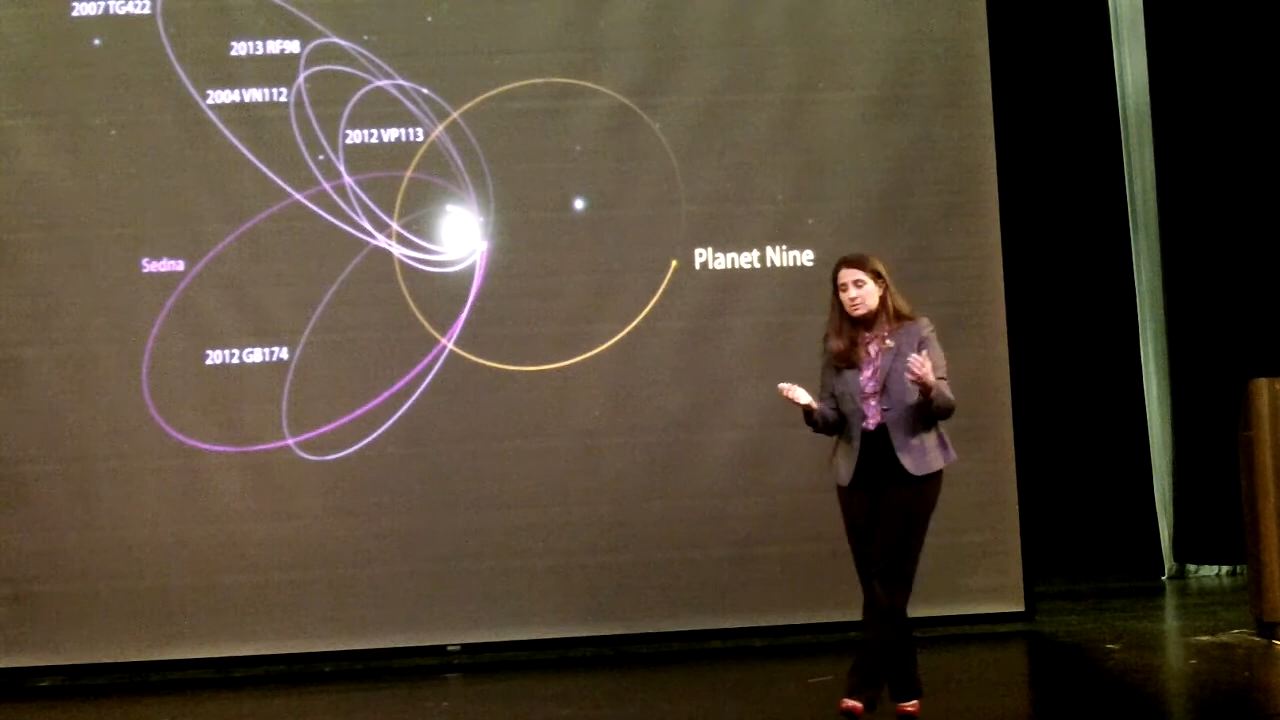 2007 TG422
2013 RF98
2004 VN112
2012 VP113
Planet Nine
Sedna
2012 GB174